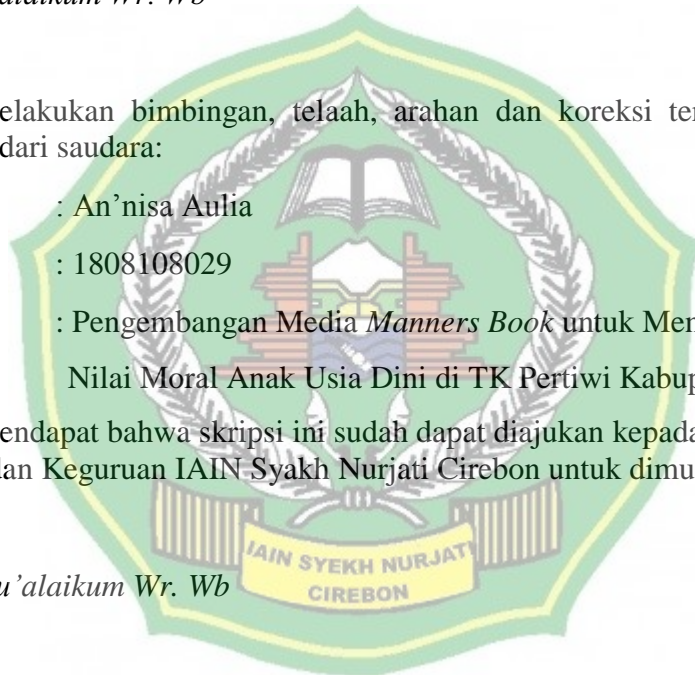 alaikum Wr. Wb
elakukan bimbingan, telaah, arahan dan koreksi ter
dari saudara:
: An’nisa Aulia
: 1808108029
: Pengembangan Media Manners Book untuk Men
Nilai Moral Anak Usia Dini di TK Pertiwi Kabup
endapat bahwa skripsi ini sudah dapat diajukan kepada
dan Keguruan IAIN Syakh Nurjati Cirebon untuk dimu
IAIN SYEKH NURJATI
CIREBON
u’alaikum Wr. Wb